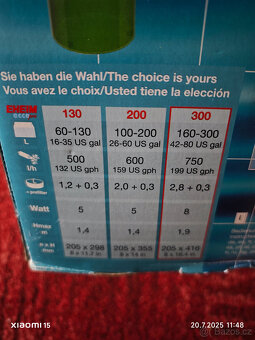 Sie haben die Wahl/The choice is yours
Vous avez le choix/Usted tiene la elección
EHEIM 130 200 300
ecco
60-130 100-200 160-300
L 16-35 US gal 26-60 US gal 42-80 US gal
500 600 750
l/h 132 US gph 159 US gph 199 US gph
+ prefilter 1,2 + 0,3 2,0 + 0,3 2,8 + 0,3
Watt 5 5 8
Hmax 1,4 1,4 1,9
m
205 x 298 205 x 355 205 x 416
mm
xiaomi 15
20.7.2025 11:48